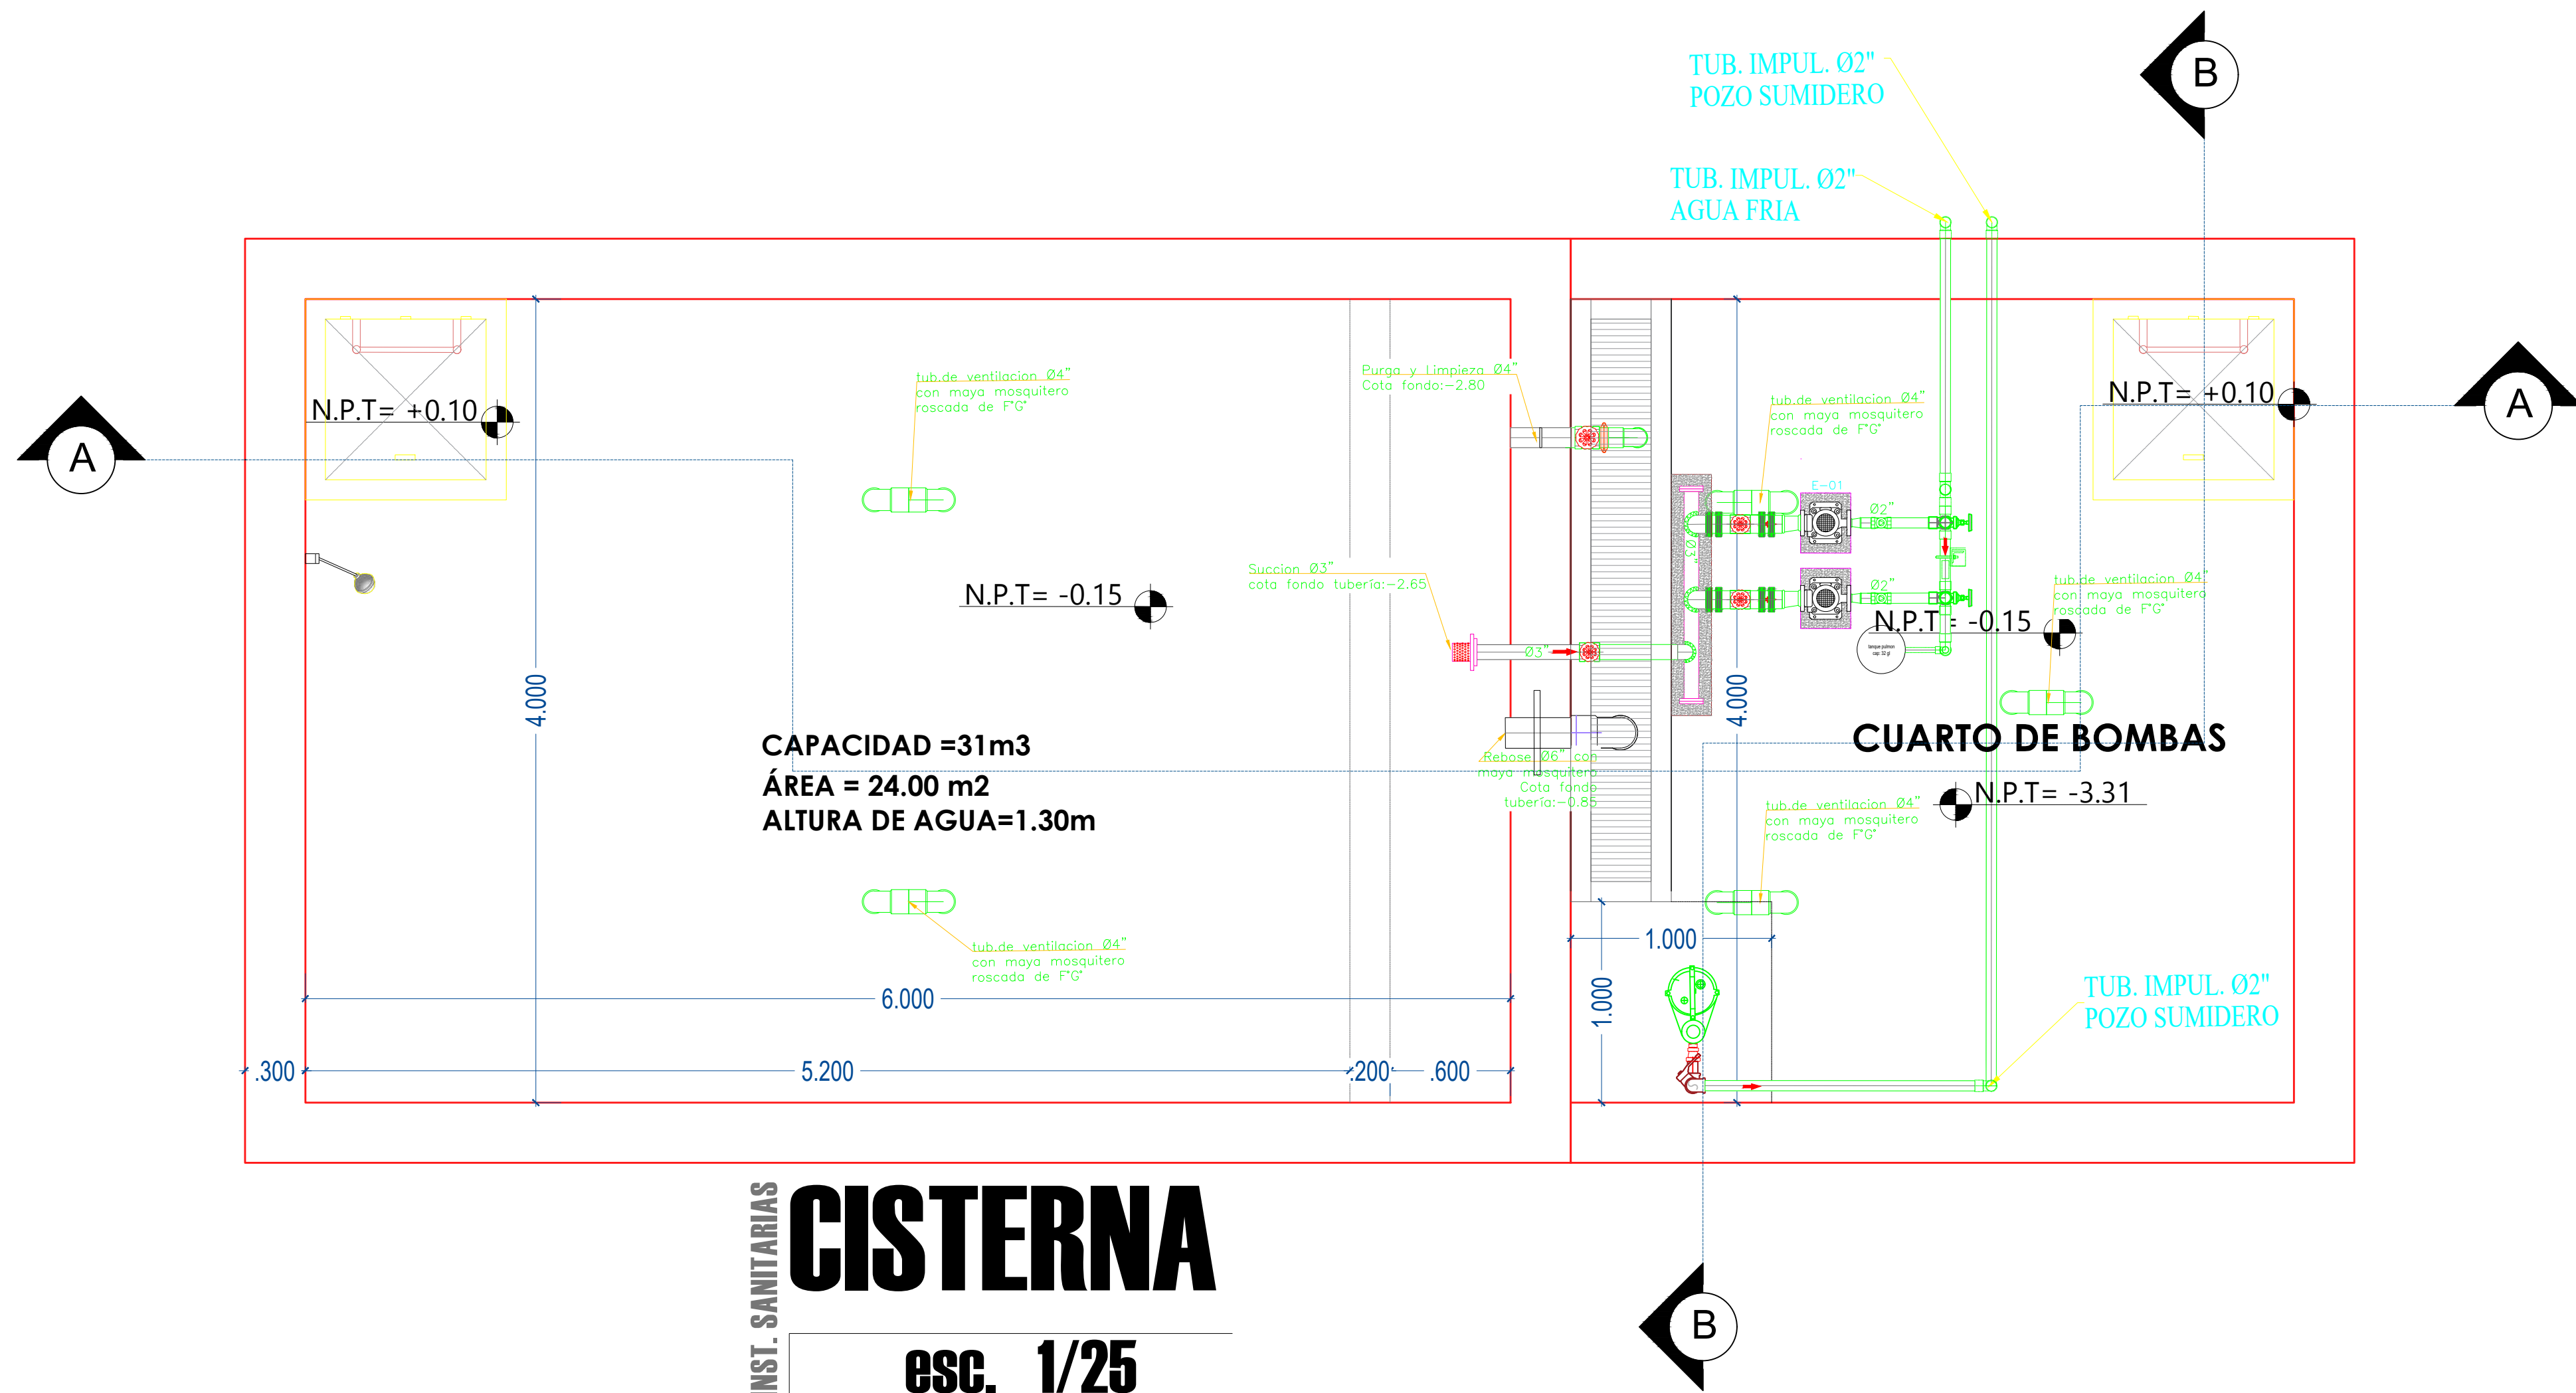 TUB. IMPUL. Ø2"
POZO SUMIDERO
B
TUB. IMPUL. Ø2"
AGUA FRIA
A
N.P.T= +0.10
tub.de ventilacion Ø4"
con maya mosquitero
roscada de F°G°
Purga y Limpieza Ø4"
Cota fondo:-2.80
tub.de ventilacion Ø4"
con maya mosquitero
roscada de F°G°
N.P.T= +0.10
A
E-01
Ø2"
Ø3"
Succion Ø3"
cota fondo tubería:-2.65
N.P.T= -0.15
Ø2"
tub.de ventilacion Ø4"
con maya mosquitero
roscada de F°G°
N.P.T = -0.15
Ø3"
tanque pulmon
cap: 32 gl
4.000
4.000
CAPACIDAD =31m3
ÁREA = 24.00 m2
ALTURA DE AGUA=1.30m
Rebose Ø6" con
maya mosquitero
Cota fondo
tubería:-0.85
CUARTO DE BOMBAS
N.P.T= -3.31
tub.de ventilacion Ø4"
con maya mosquitero
roscada de F°G°
tub.de ventilacion Ø4"
con maya mosquitero
roscada de F°G°
1.000
1.000
6.000
TUB. IMPUL. Ø2"
POZO SUMIDERO
.300
5.200
.200
.600
INST. SANITARIAS
CISTERNA
esc. 1/25
B